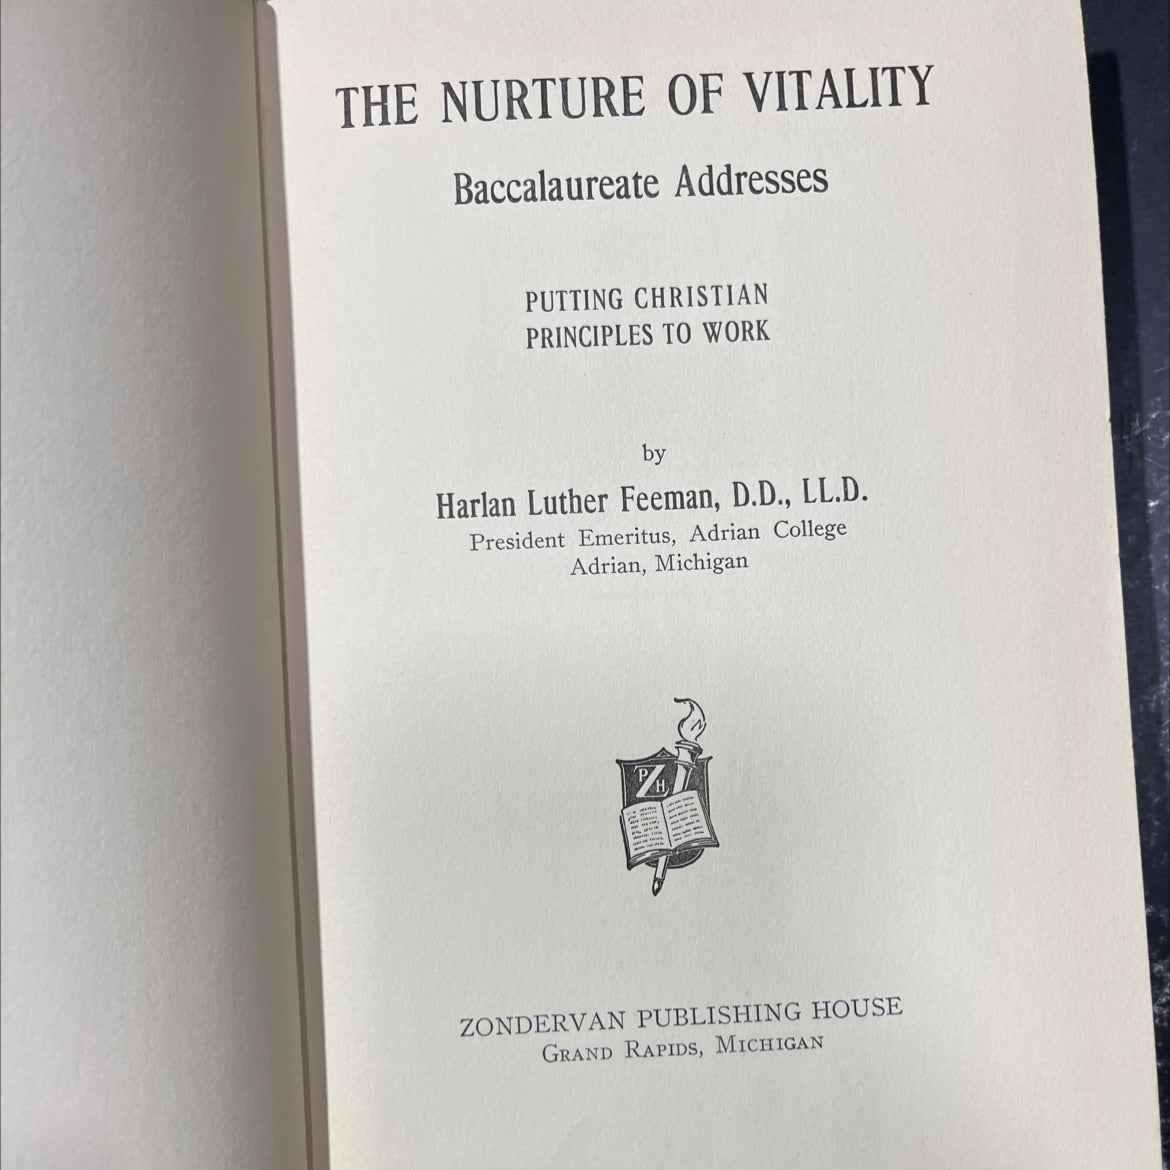 THE NURTURE OF VITALITY
Baccalaureate Addresses
PUTTING CHRISTIAN
PRINCIPLES TO WORK
by
Harlan Luther Feeman, D.D., LL.D.
President Emeritus, Adrian College
Adrian, Michigan
PZH
ZONDERVAN PUBLISHING HOUSE
GRAND RAPIDS, MICHIGAN